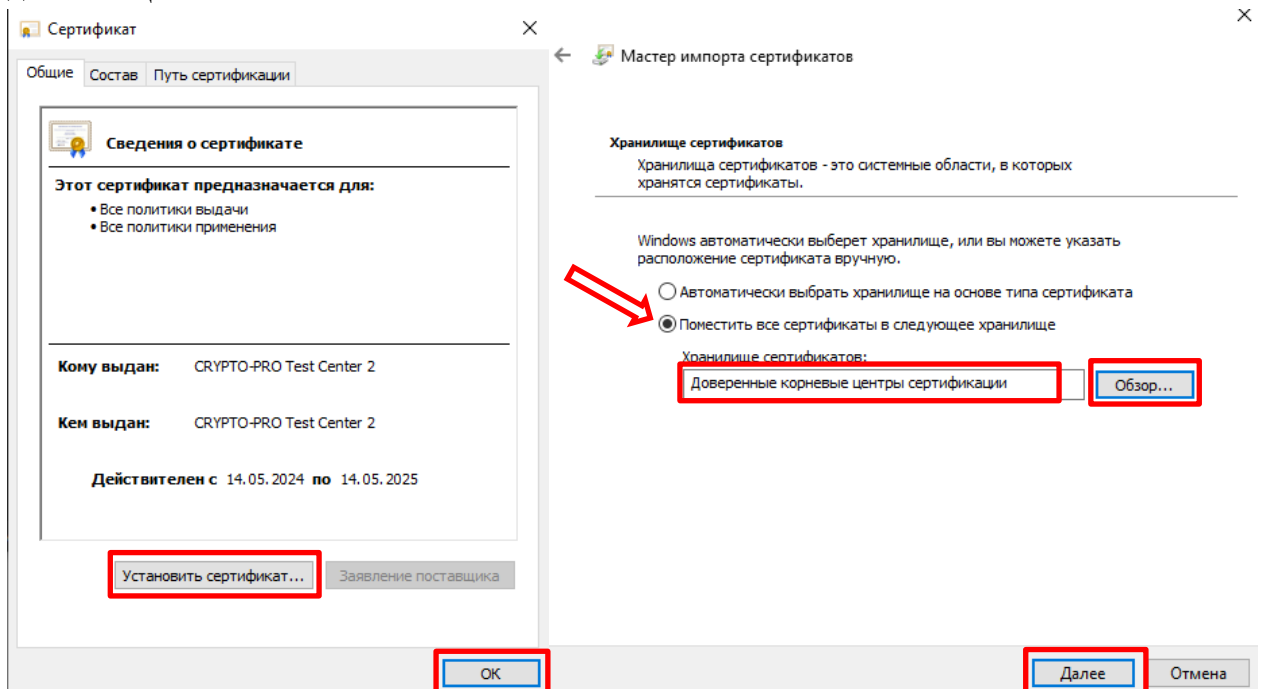 Сертификат
Общие Состав Путь сертификации
Сведения о сертификате
Этот сертификат предназначается для:
• Все политики выдачи
• Все политики применения
Кому выдан: CRYPTO-PRO Test Center 2
Кем выдан: CRYPTO-PRO Test Center 2
Действителен с 14.05.2024 по 14.05.2025
Установить сертификат... Заявление поставщика
ОК
Мастер импорта сертификатов
Хранилище сертификатов
Хранилища сертификатов - это системные области, в которых
хранятся сертификаты.
Windows автоматически выберет хранилище, или вы можете указать
расположение сертификата вручную.
Автоматически выбрать хранилище на основе типа сертификата
Поместить все сертификаты в следующее хранилище
Хранилище сертификатов:
Доверенные корневые центры сертификации Обзор...
Далее Отмена